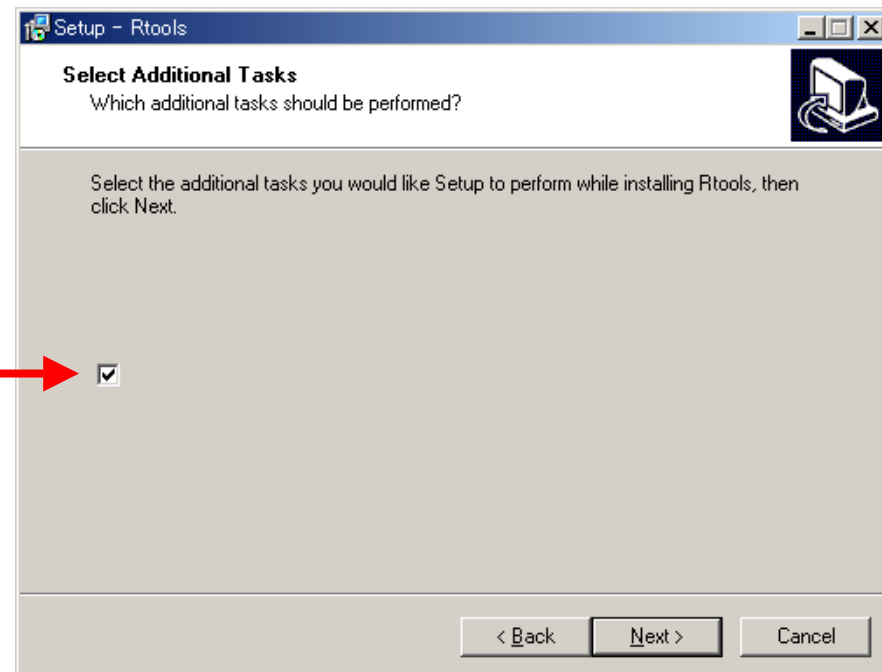 Setup - Rtools
Select Additional Tasks
Which additional tasks should be performed?
Select the additional tasks you would like Setup to perform while installing Rtools, then
click Next.
< Back
Next >
Cancel